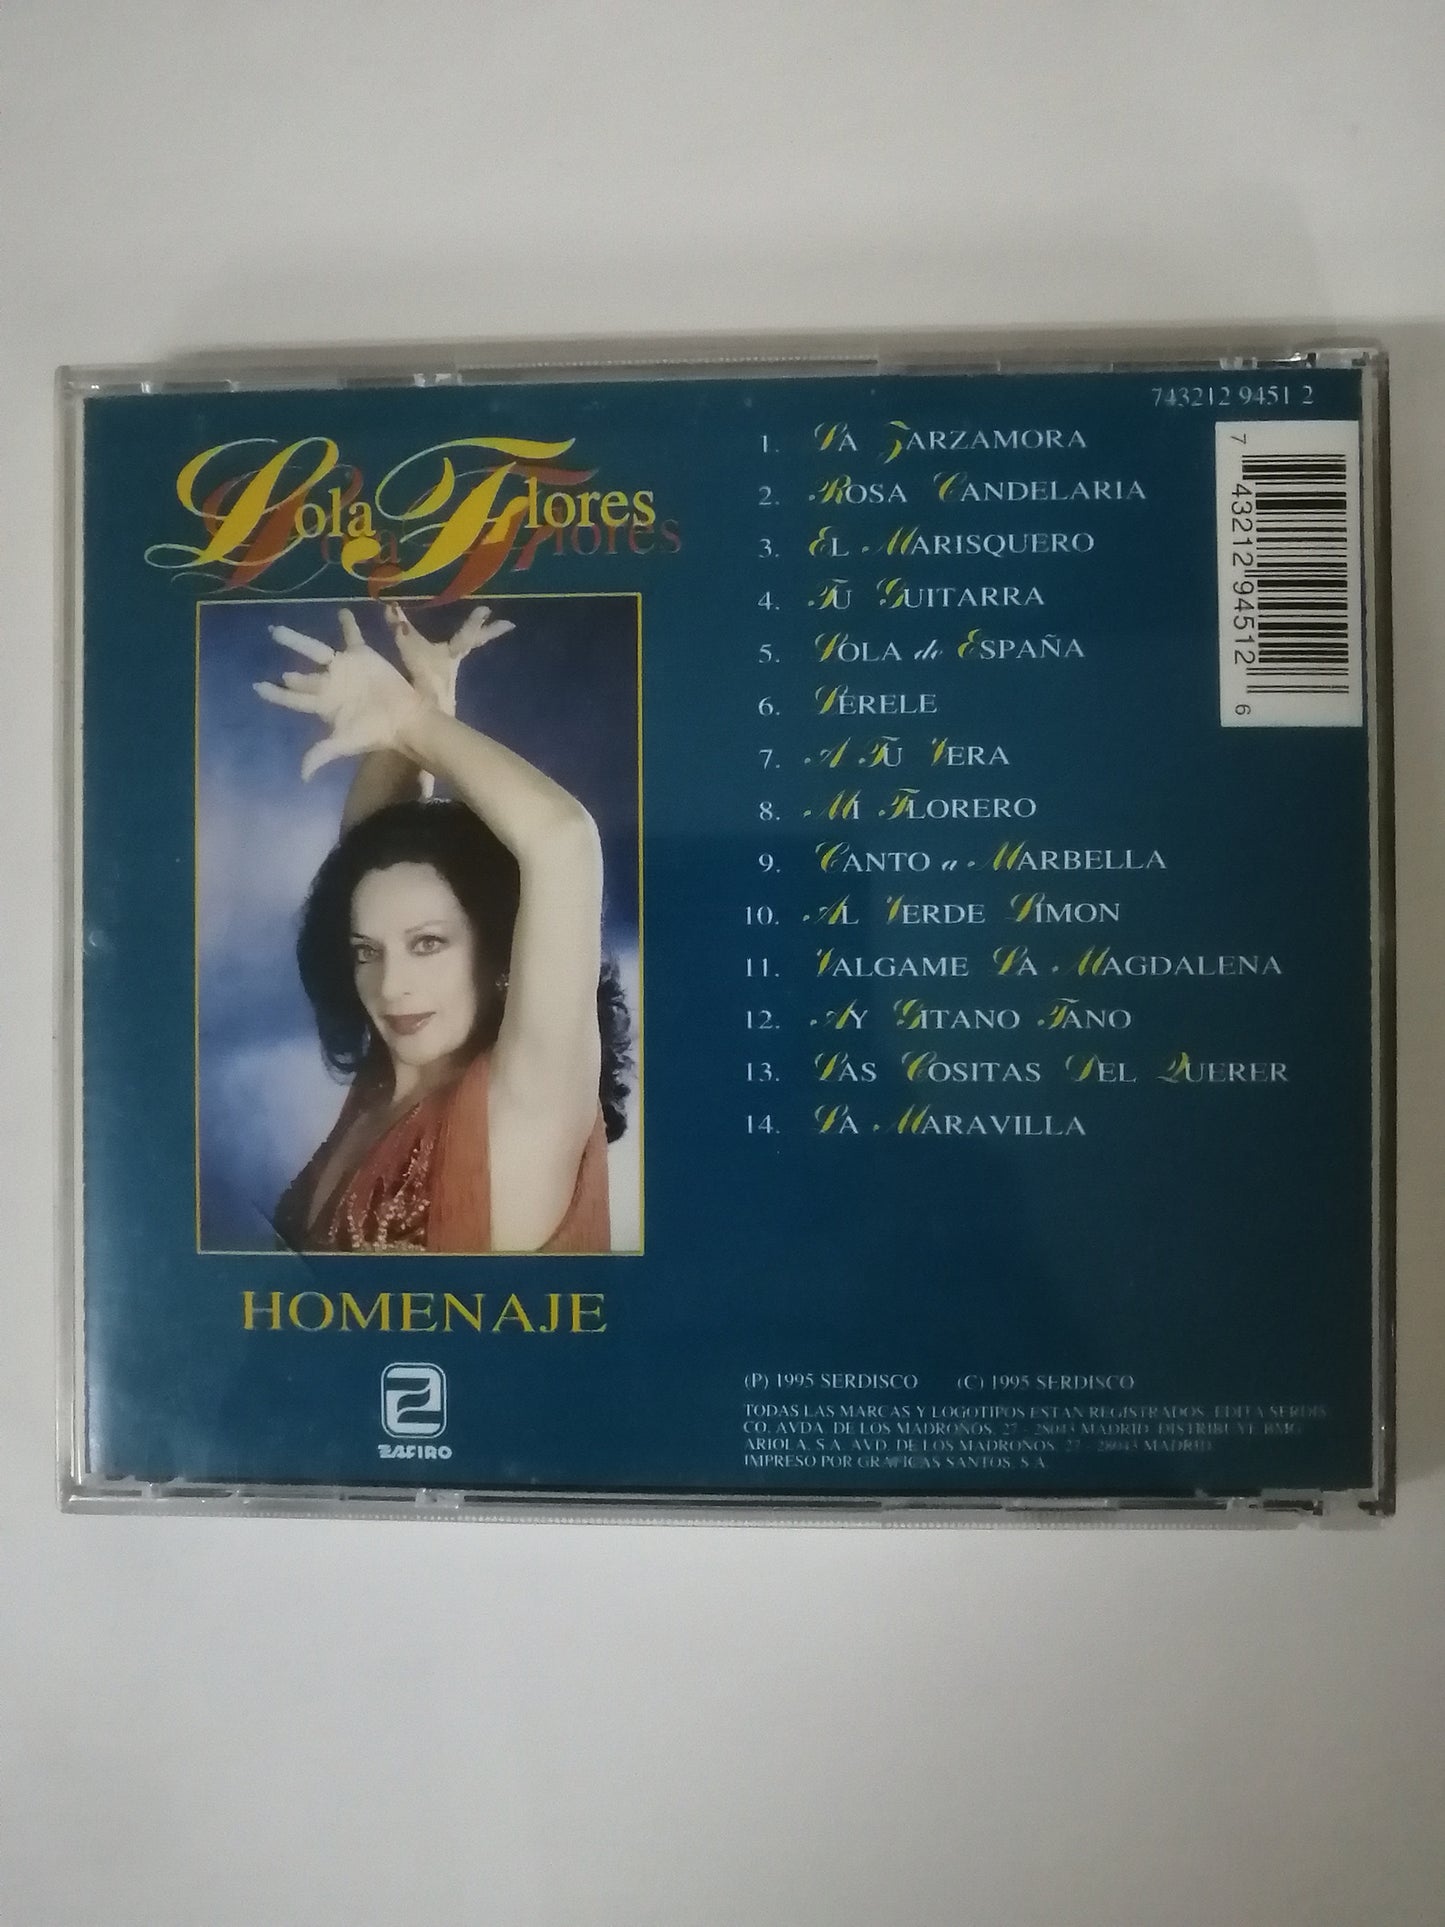 743212 9451 2
Lola Flores
1. LA ZARZAMORA
2. ROSA CANDELARIA
3. EL MARISQUERO
4. TU GUITARRA
5. LOLA de ESPAÑA
6. LERELE
7. A TU VERA
8. MI FLORERO
9. CANTO a MARBELLA
10. AL VERDE LIMON
11. VALGAME LA MAGDALENA
12. AY GITANO TANO
13. LAS COSITAS DEL QUERER
14. LA MARAVILLA
7 43212 94512 6
HOMENAJE
ZAFIRO
(P) 1995 SERDISCO (C) 1995 SERDISCO
TODAS LAS MARCAS Y LOGOTIPOS ESTAN REGISTRADOS. EDITA SERDIS-
CO. AVDA. DE LOS MADROÑOS, 27 - 28043 MADRID. DISTRIBUYE BMG
ARIOLA, S.A. AVD. DE LOS MADROÑOS, 27 - 28043 MADRID.
IMPRESO POR GRAFICAS SANTOS, S.A.